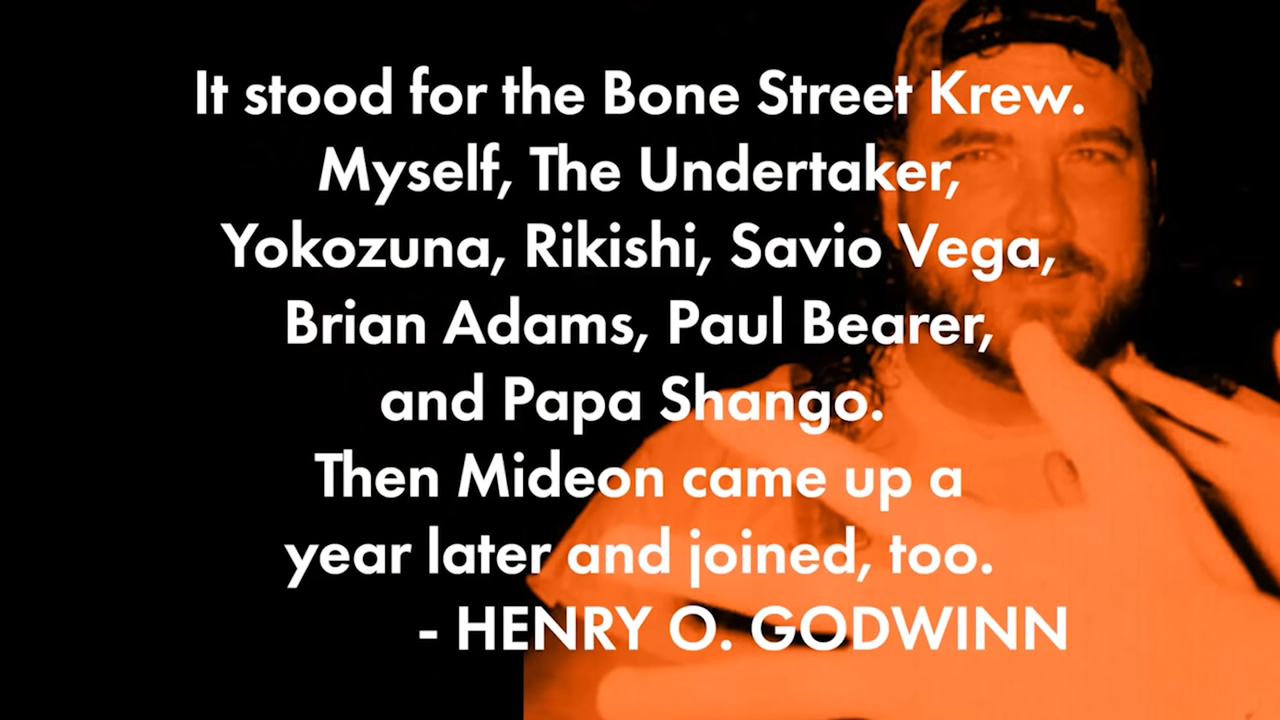 It stood for the Bone Street Krew.
Myself, The Undertaker,
Yokozuna, Rikishi, Savio Vega,
Brian Adams, Paul Bearer,
and Papa Shango.
Then Mideon came up a
year later and joined, too.
- HENRY O. GODWINN